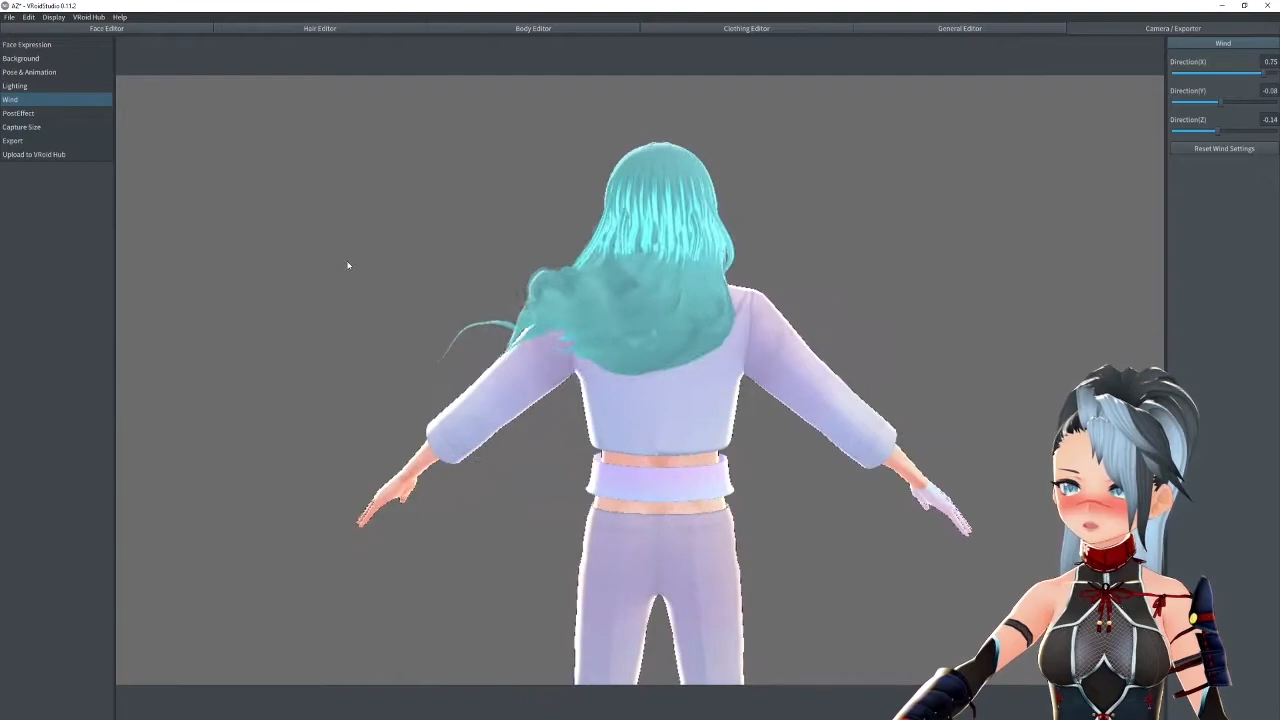 AZ* - VRoidStudio 0.11.2
File Edit Display VRoid Hub Help
Face Editor Hair Editor Body Editor Clothing Editor General Editor Camera / Exporter
Face Expression
Background
Pose & Animation
Lighting
Wind
PostEffect
Capture Size
Export
Upload to VRoid Hub
Wind
Direction(X) 0.75
Direction(Y) -0.08
Direction(Z) -0.14
Reset Wind Settings